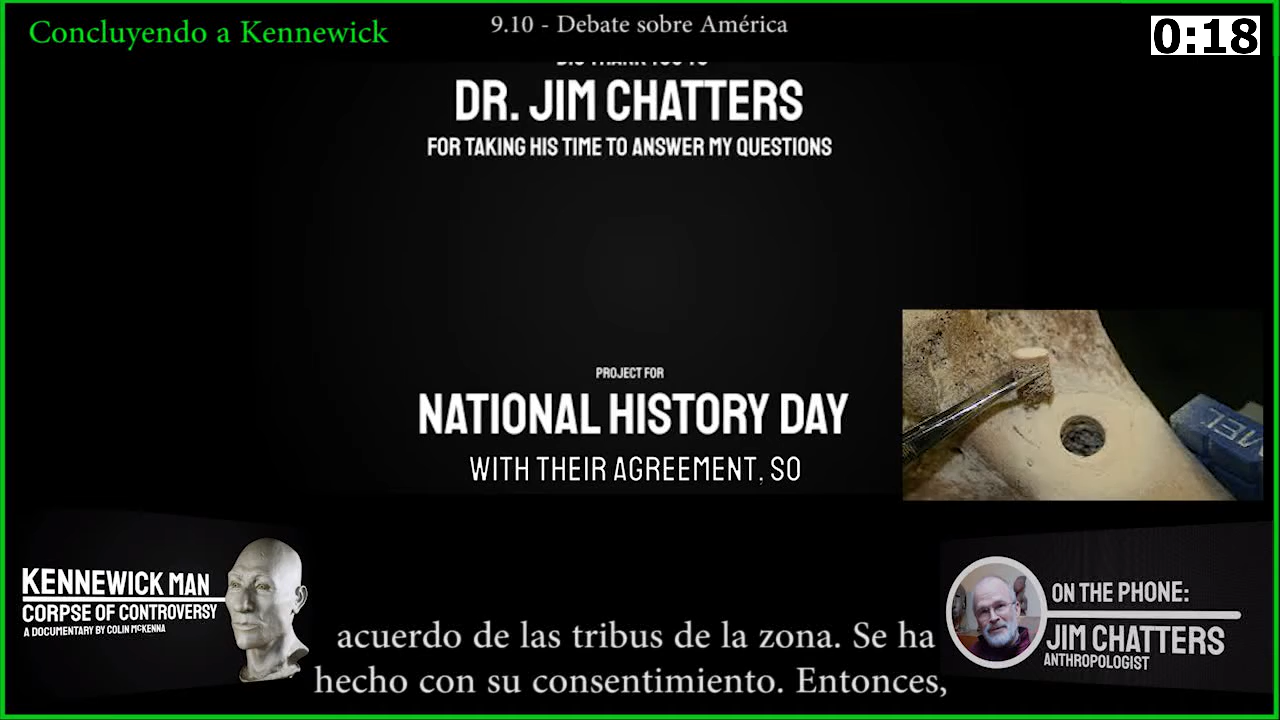 Concluyendo a Kennewick
9.10 - Debate sobre América
0:18
DR. JIM CHATTERS
FOR TAKING HIS TIME TO ANSWER MY QUESTIONS
PROJECT FOR
NATIONAL HISTORY DAY
WITH THEIR AGREEMENT, SO
KENNEWICK MAN
CORPSE OF CONTROVERSY
A DOCUMENTARY BY COLIN MCKENNA
ON THE PHONE:
JIM CHATTERS
ANTHROPOLOGIST
acuerdo de las tribus de la zona. Se ha
hecho con su consentimiento. Entonces,